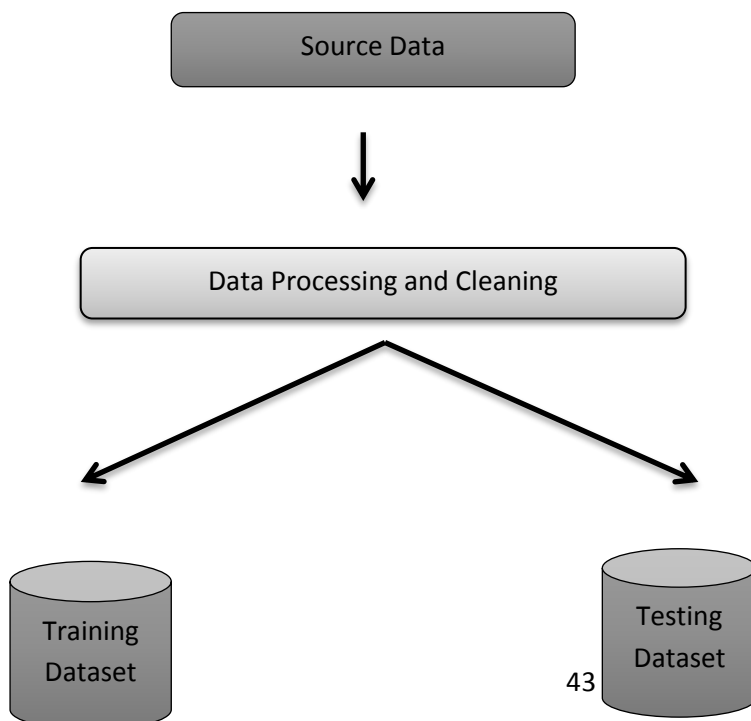 Source Data
Data Processing and Cleaning
Training
Dataset
Testing
Dataset
43